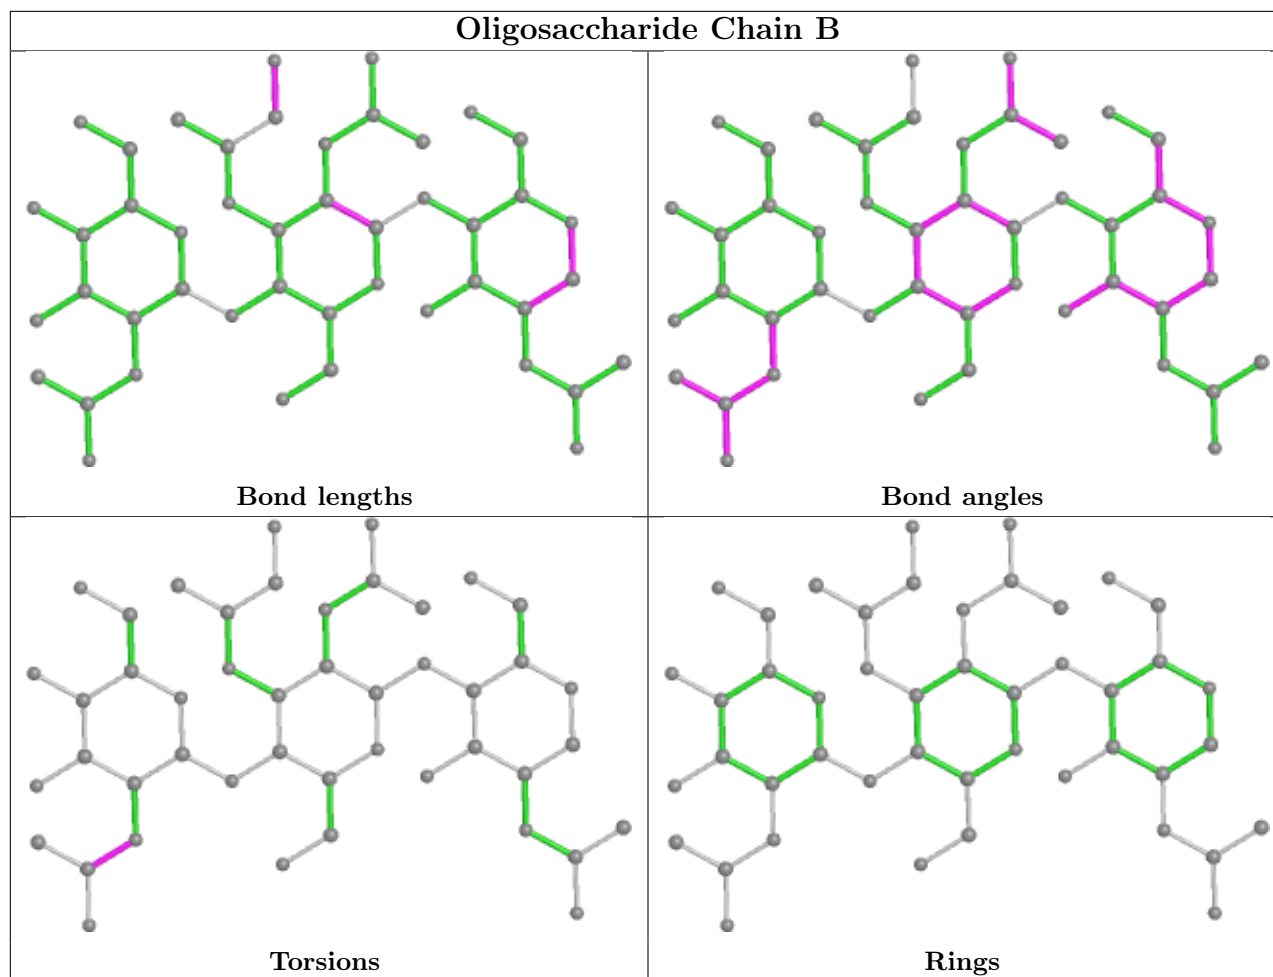 Oligosaccharide Chain B
Bond lengths
Bond angles
Torsions
Rings